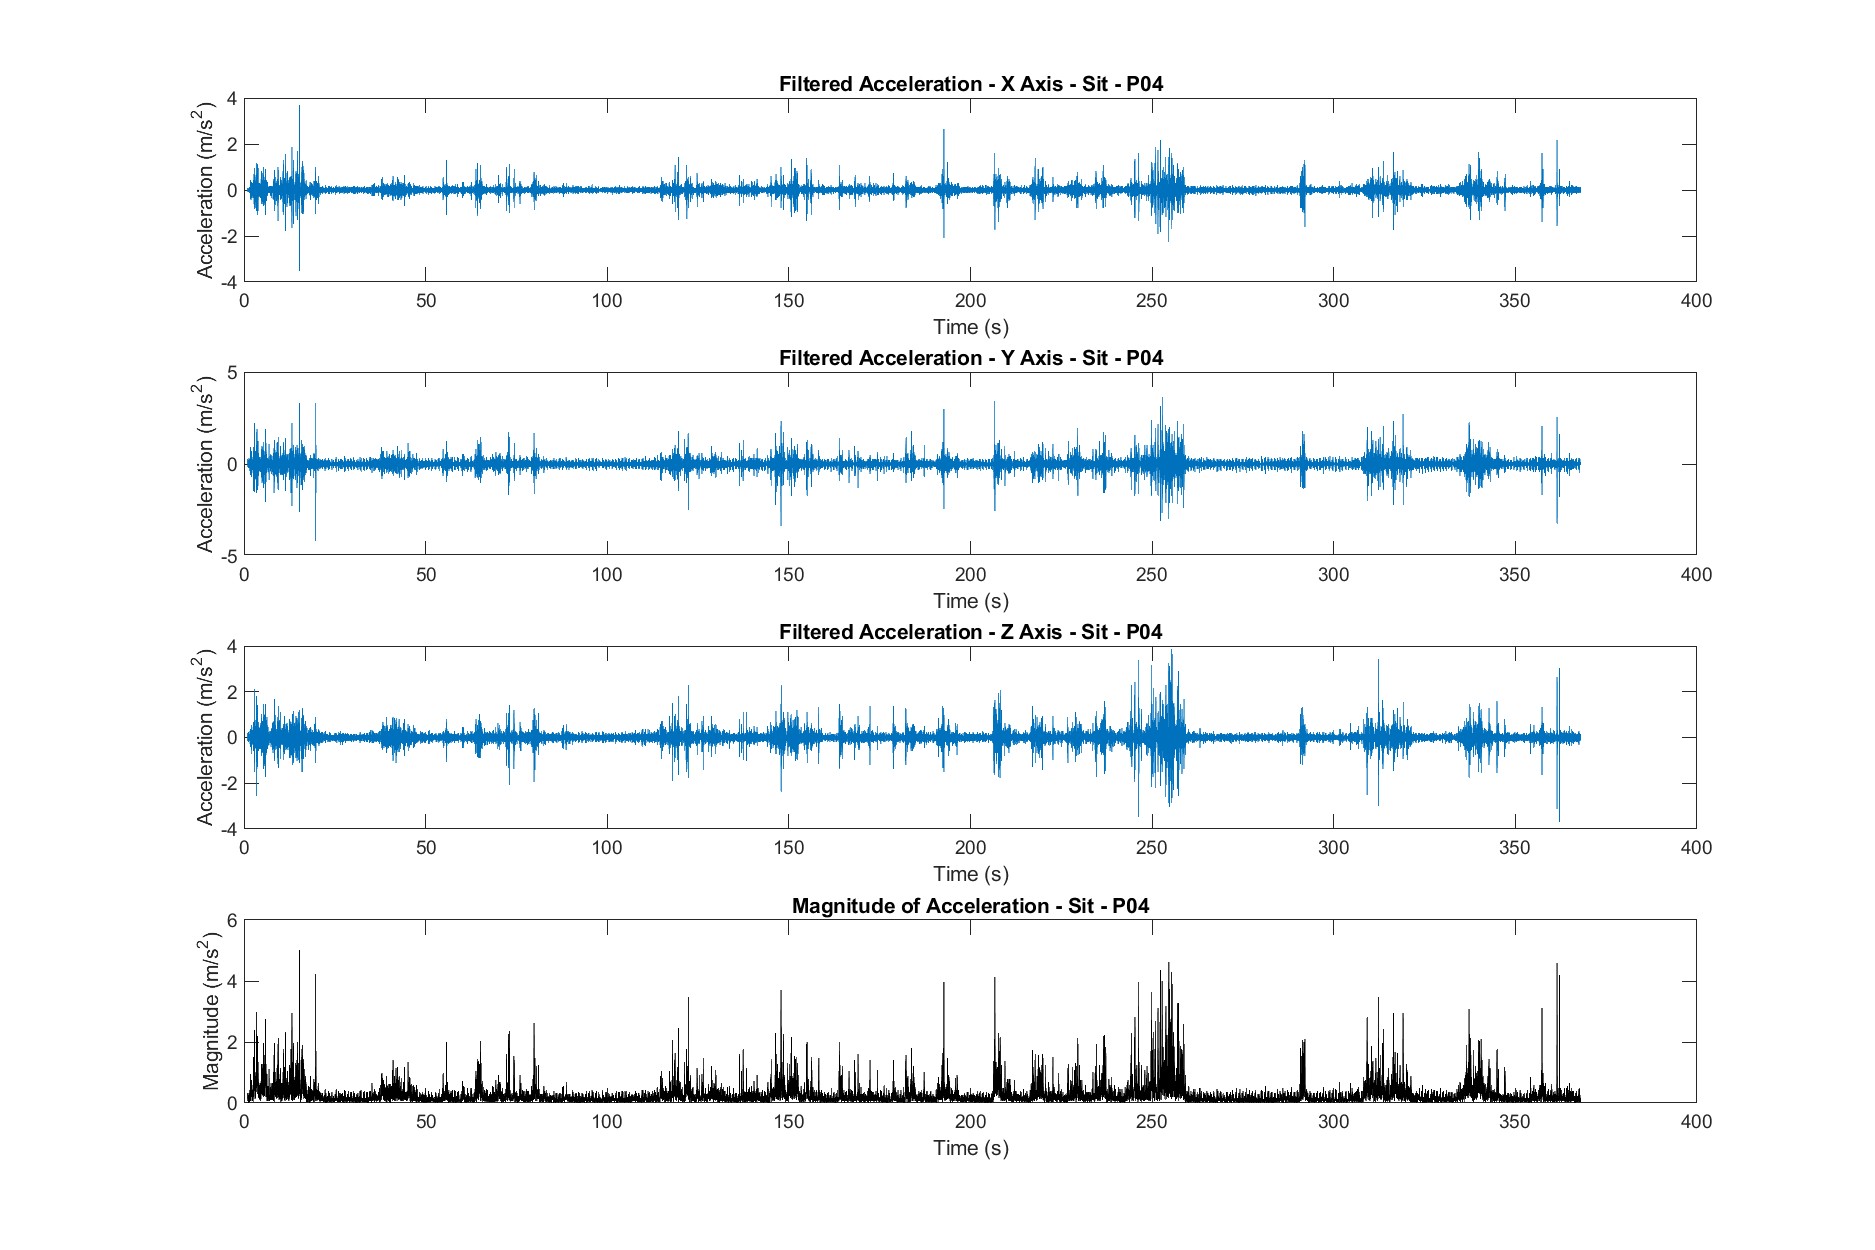 Filtered Acceleration - X Axis - Sit - P04
Acceleration (m/s²)
4
2
0
-2
-4
0 50 100 150 200 250 300 350 400
Time (s)
Filtered Acceleration - Y Axis - Sit - P04
Acceleration (m/s²)
5
0
-5
0 50 100 150 200 250 300 350 400
Time (s)
Filtered Acceleration - Z Axis - Sit - P04
Acceleration (m/s²)
4
2
0
-2
-4
0 50 100 150 200 250 300 350 400
Time (s)
Magnitude of Acceleration - Sit - P04
Magnitude (m/s²)
6
4
2
0
0 50 100 150 200 250 300 350 400
Time (s)